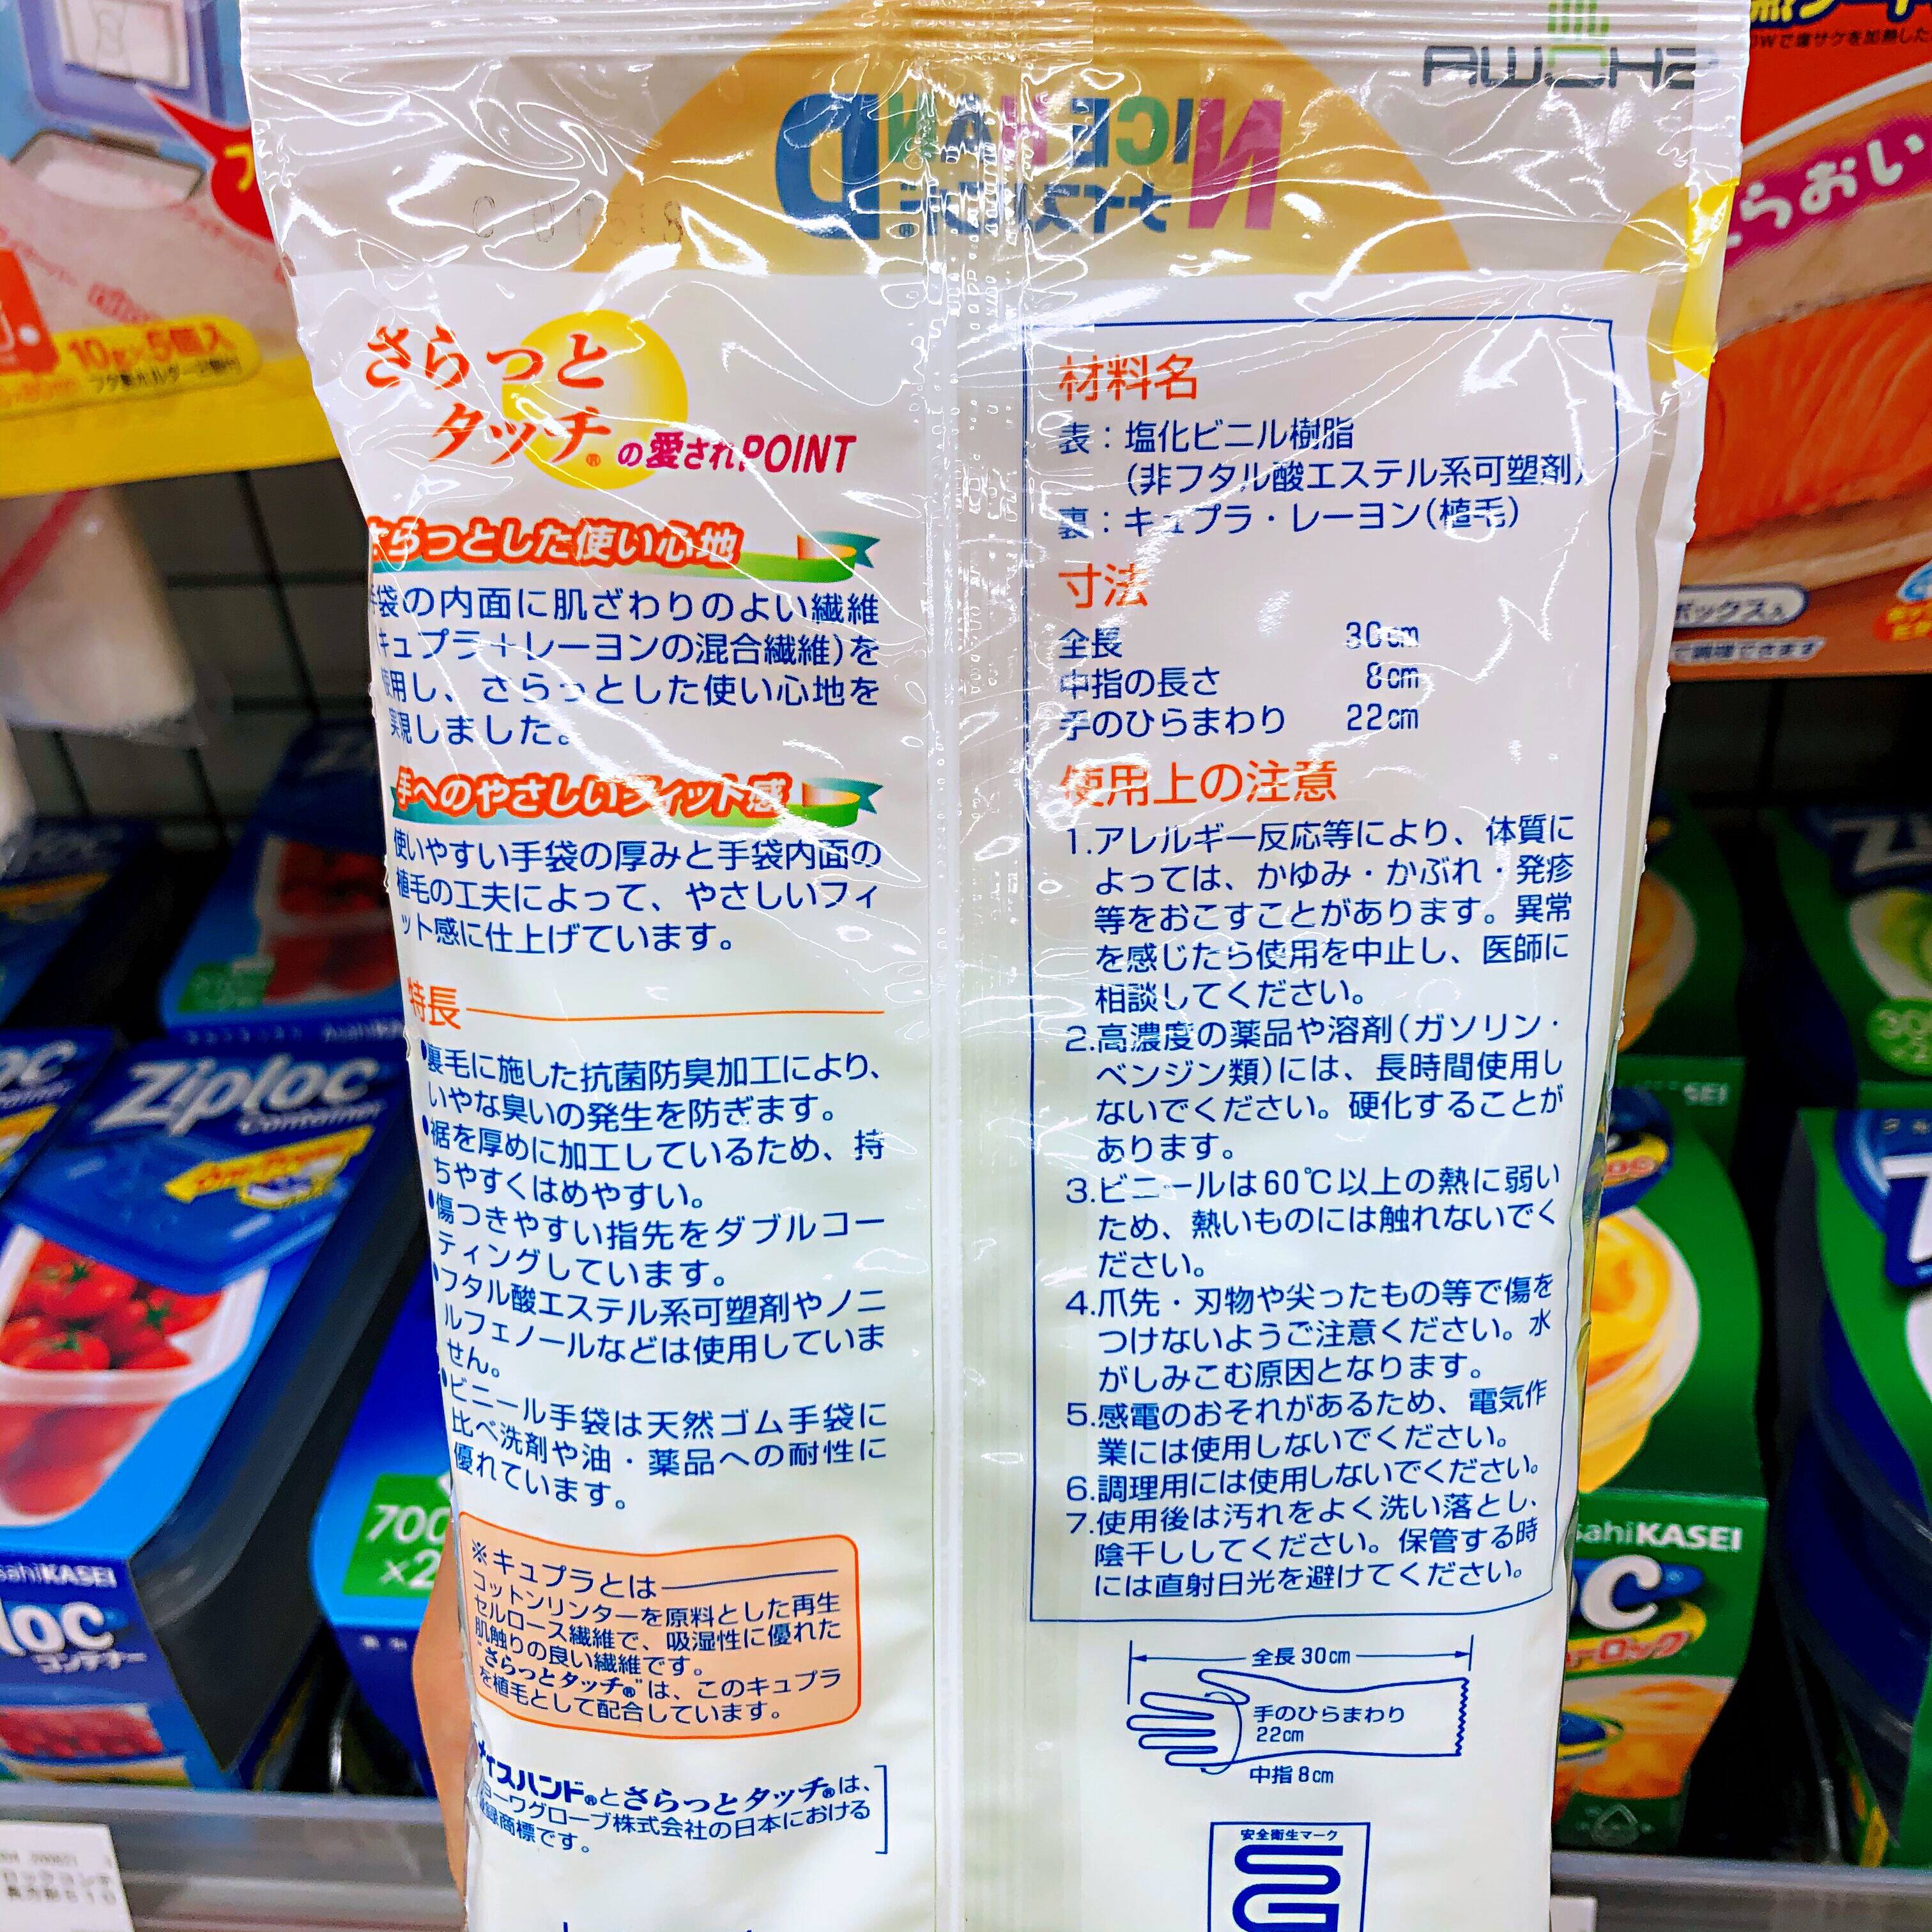 さらっと
タッチ®の愛されPOINT
さらっとした使い心地
手袋の内面に肌ざわりのよい繊維
(キュプラ+レーヨンの混合繊維)を
使用し、さらっとした使い心地を
実現しました。
手へのやさしいフィット感
使いやすい手袋の厚みと手袋内面の
植毛の工夫によって、やさしいフィ
ット感に仕上げています。
特長
•裏毛に施した抗菌防臭加工により、
いやな臭いの発生を防ぎます。
•裾を厚めに加工しているため、持
ちやすくはめやすい。
•傷つきやすい指先をダブルコー
ティングしています。
•フタル酸エステル系可塑剤やノニ
ルフェノールなどは使用していま
せん。
•ビニール手袋は天然ゴム手袋に
比べ洗剤や油・薬品への耐性に
優れています。
※キュプラとは
コットンリンターを原料とした再生
セルロース繊維で、吸湿性に優れた
肌触りの良い繊維です。
"さらっとタッチ®"は、このキュプラ
を植毛として配合しています。
ナイスハンド®とさらっとタッチ®は、
ショーワグローブ株式会社の日本における
登録商標です。
材料名
表:塩化ビニル樹脂
(非フタル酸エステル系可塑剤)
裏:キュプラ・レーヨン(植毛)
寸法
全長 30cm
中指の長さ 8cm
手のひらまわり 22cm
使用上の注意
1.アレルギー反応等により、体質に
よっては、かゆみ・かぶれ・発疹
等をおこすことがあります。異常
を感じたら使用を中止し、医師に
相談してください。
2.高濃度の薬品や溶剤(ガソリン・
ベンジン類)には、長時間使用し
ないでください。硬化することが
あります。
3.ビニールは60℃以上の熱に弱い
ため、熱いものには触れないでく
ださい。
4.爪先・刃物や尖ったもの等で傷を
つけないようご注意ください。水
がしみこむ原因となります。
5.感電のおそれがあるため、電気作
業には使用しないでください。
6.調理用には使用しないでください。
7.使用後は汚れをよく洗い落とし、
陰干ししてください。保管する時
には直射日光を避けてください。
全長30cm
手のひらまわり
22cm
中指8cm
安全衛生マーク
SG
NICEHAND
ナイスハンド®
SHOWA
10g×5個入
らおい
ボックス入
Ziploc
Container
700
×2
AsahiKASEI
コンテナー
AsahiKASEI